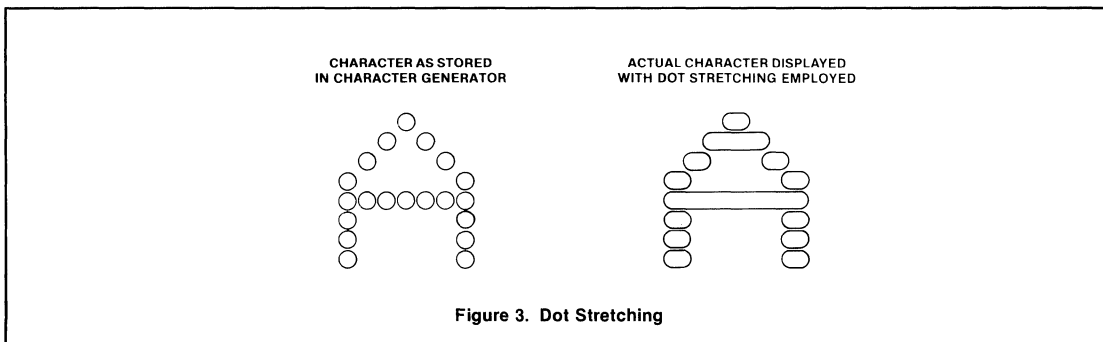 CHARACTER AS STORED
IN CHARACTER GENERATOR
ACTUAL CHARACTER DISPLAYED
WITH DOT STRETCHING EMPLOYED
Figure 3. Dot Stretching